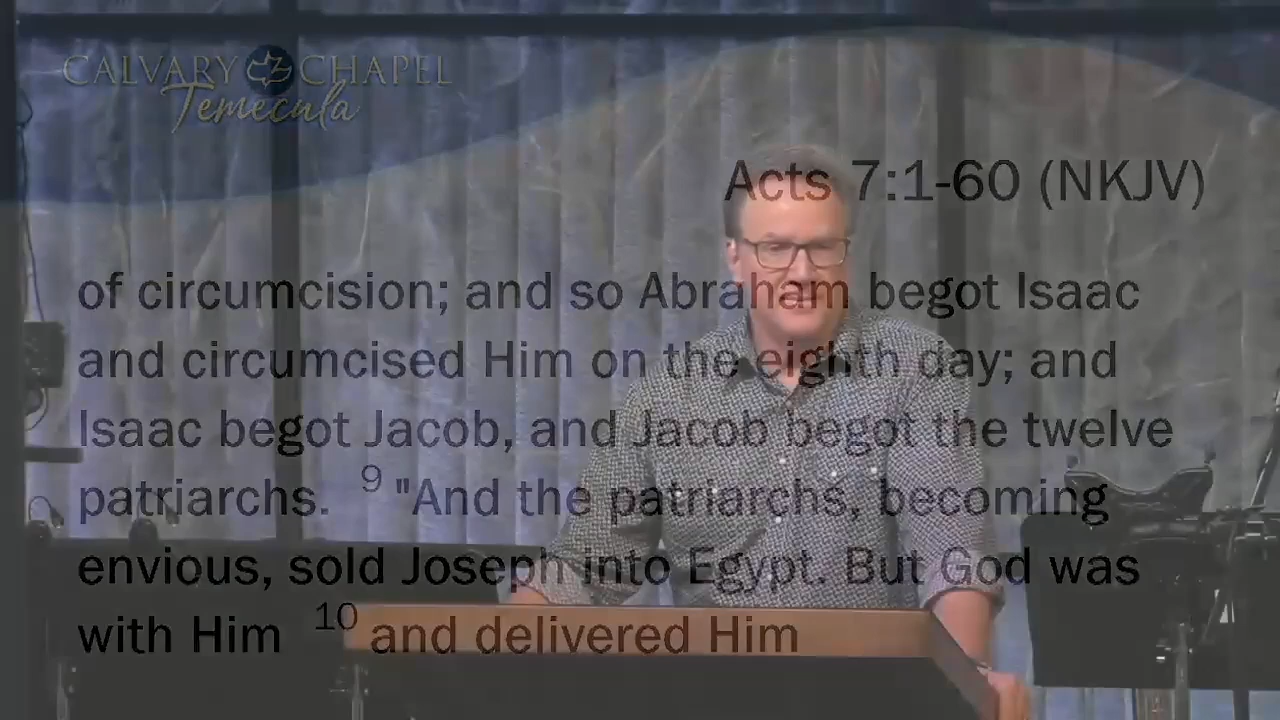 CALVARY CHAPEL
Temecula
Acts 7:1-60 (NKJV)
of circumcision; and so Abraham begot Isaac
and circumcised Him on the eighth day; and
Isaac begot Jacob, and Jacob begot the twelve
patriarchs. 9 "And the patriarchs, becoming
envious, sold Joseph into Egypt. But God was
with Him 10 and delivered Him